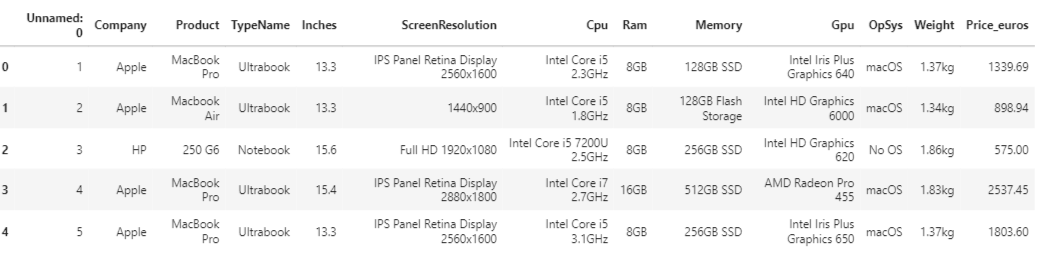 Unnamed: 0 Company Product TypeName Inches ScreenResolution Cpu Ram Memory Gpu OpSys Weight Price_euros
0 1 Apple MacBook Pro Ultrabook 13.3 IPS Panel Retina Display 2560x1600 Intel Core i5 2.3GHz 8GB 128GB SSD Intel Iris Plus Graphics 640 macOS 1.37kg 1339.69
1 2 Apple Macbook Air Ultrabook 13.3 1440x900 Intel Core i5 1.8GHz 8GB 128GB Flash Storage Intel HD Graphics 6000 macOS 1.34kg 898.94
2 3 HP 250 G6 Notebook 15.6 Full HD 1920x1080 Intel Core i5 7200U 2.5GHz 8GB 256GB SSD Intel HD Graphics 620 No OS 1.86kg 575.00
3 4 Apple MacBook Pro Ultrabook 15.4 IPS Panel Retina Display 2880x1800 Intel Core i7 2.7GHz 16GB 512GB SSD AMD Radeon Pro 455 macOS 1.83kg 2537.45
4 5 Apple MacBook Pro Ultrabook 13.3 IPS Panel Retina Display 2560x1600 Intel Core i5 3.1GHz 8GB 256GB SSD Intel Iris Plus Graphics 650 macOS 1.37kg 1803.60